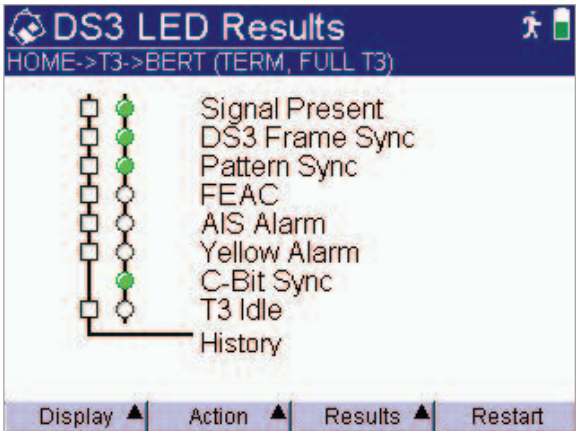 DS3 LED Results
HOME->T3->BERT (TERM, FULL T3)
Signal Present
DS3 Frame Sync
Pattern Sync
FEAC
AIS Alarm
Yellow Alarm
C-Bit Sync
T3 Idle
History
Display Action Results Restart